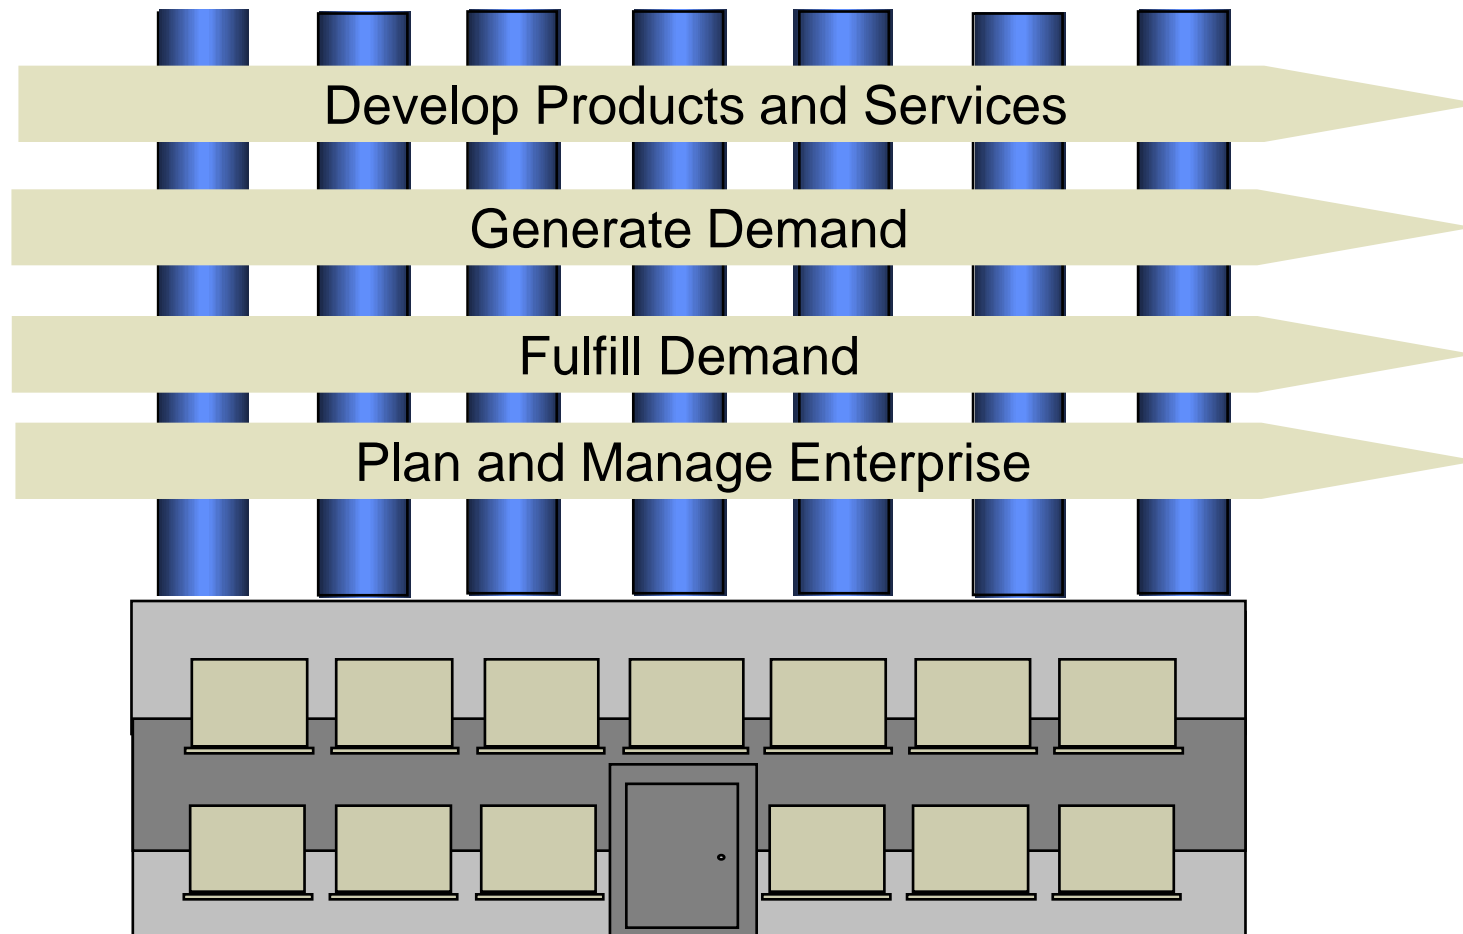 Develop Products and Services
Generate Demand
Fulfill Demand
Plan and Manage Enterprise